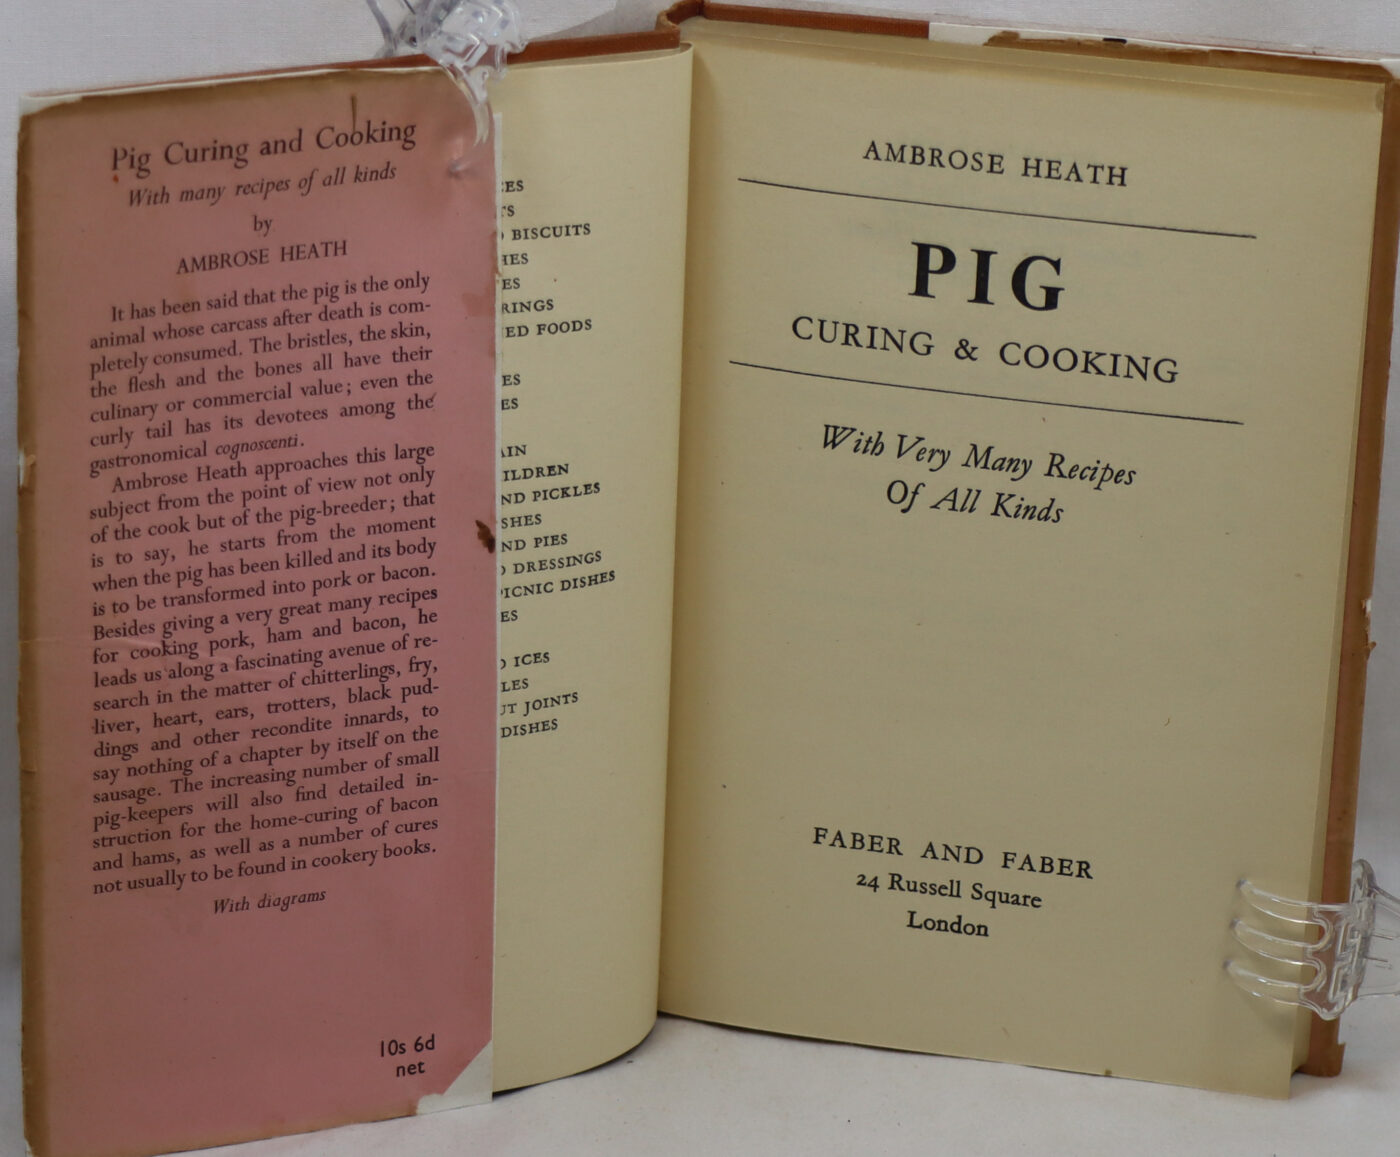 Pig Curing and Cooking
With many recipes of all kinds
by
AMBROSE HEATH
It has been said that the pig is the only
animal whose carcass after death is com-
pletely consumed. The bristles, the skin,
the flesh and the bones all have their
culinary or commercial value; even the
curly tail has its devotees among the
gastronomical cognoscenti.
Ambrose Heath approaches this large
subject from the point of view not only
of the cook but of the pig-breeder; that
is to say, he starts from the moment
when the pig has been killed and its body
is to be transformed into pork or bacon.
Besides giving a very great many recipes
for cooking pork, ham and bacon, he
leads us along a fascinating avenue of re-
search in the matter of chitterlings, fry,
liver, heart, ears, trotters, black pud-
dings and other recondite innards, to
say nothing of a chapter by itself on the
sausage. The increasing number of small
pig-keepers will also find detailed in-
struction for the home-curing of bacon
and hams, as well as a number of cures
not usually to be found in cookery books.
With diagrams
10s 6d
net
BISCUITS
FOODS
AND PICKLES
AND PIES
DRESSINGS
PICNIC DISHES
ICES
JOINTS
DISHES
AMBROSE HEATH
PIG
CURING & COOKING
With Very Many Recipes
Of All Kinds
FABER AND FABER
24 Russell Square
London